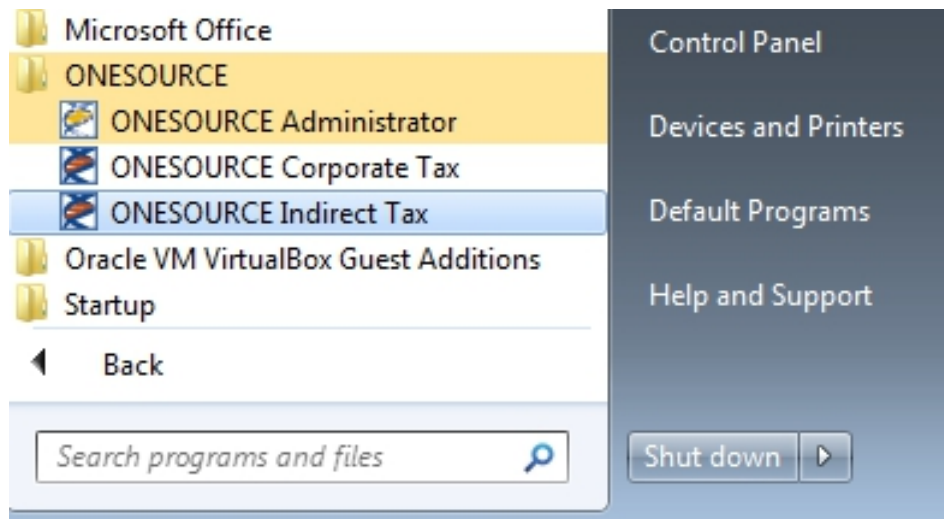 Microsoft Office
ONESOURCE
ONESOURCE Administrator
ONESOURCE Corporate Tax
ONESOURCE Indirect Tax
Oracle VM VirtualBox Guest Additions
Startup
Back
Search programs and files
Control Panel
Devices and Printers
Default Programs
Help and Support
Shut down